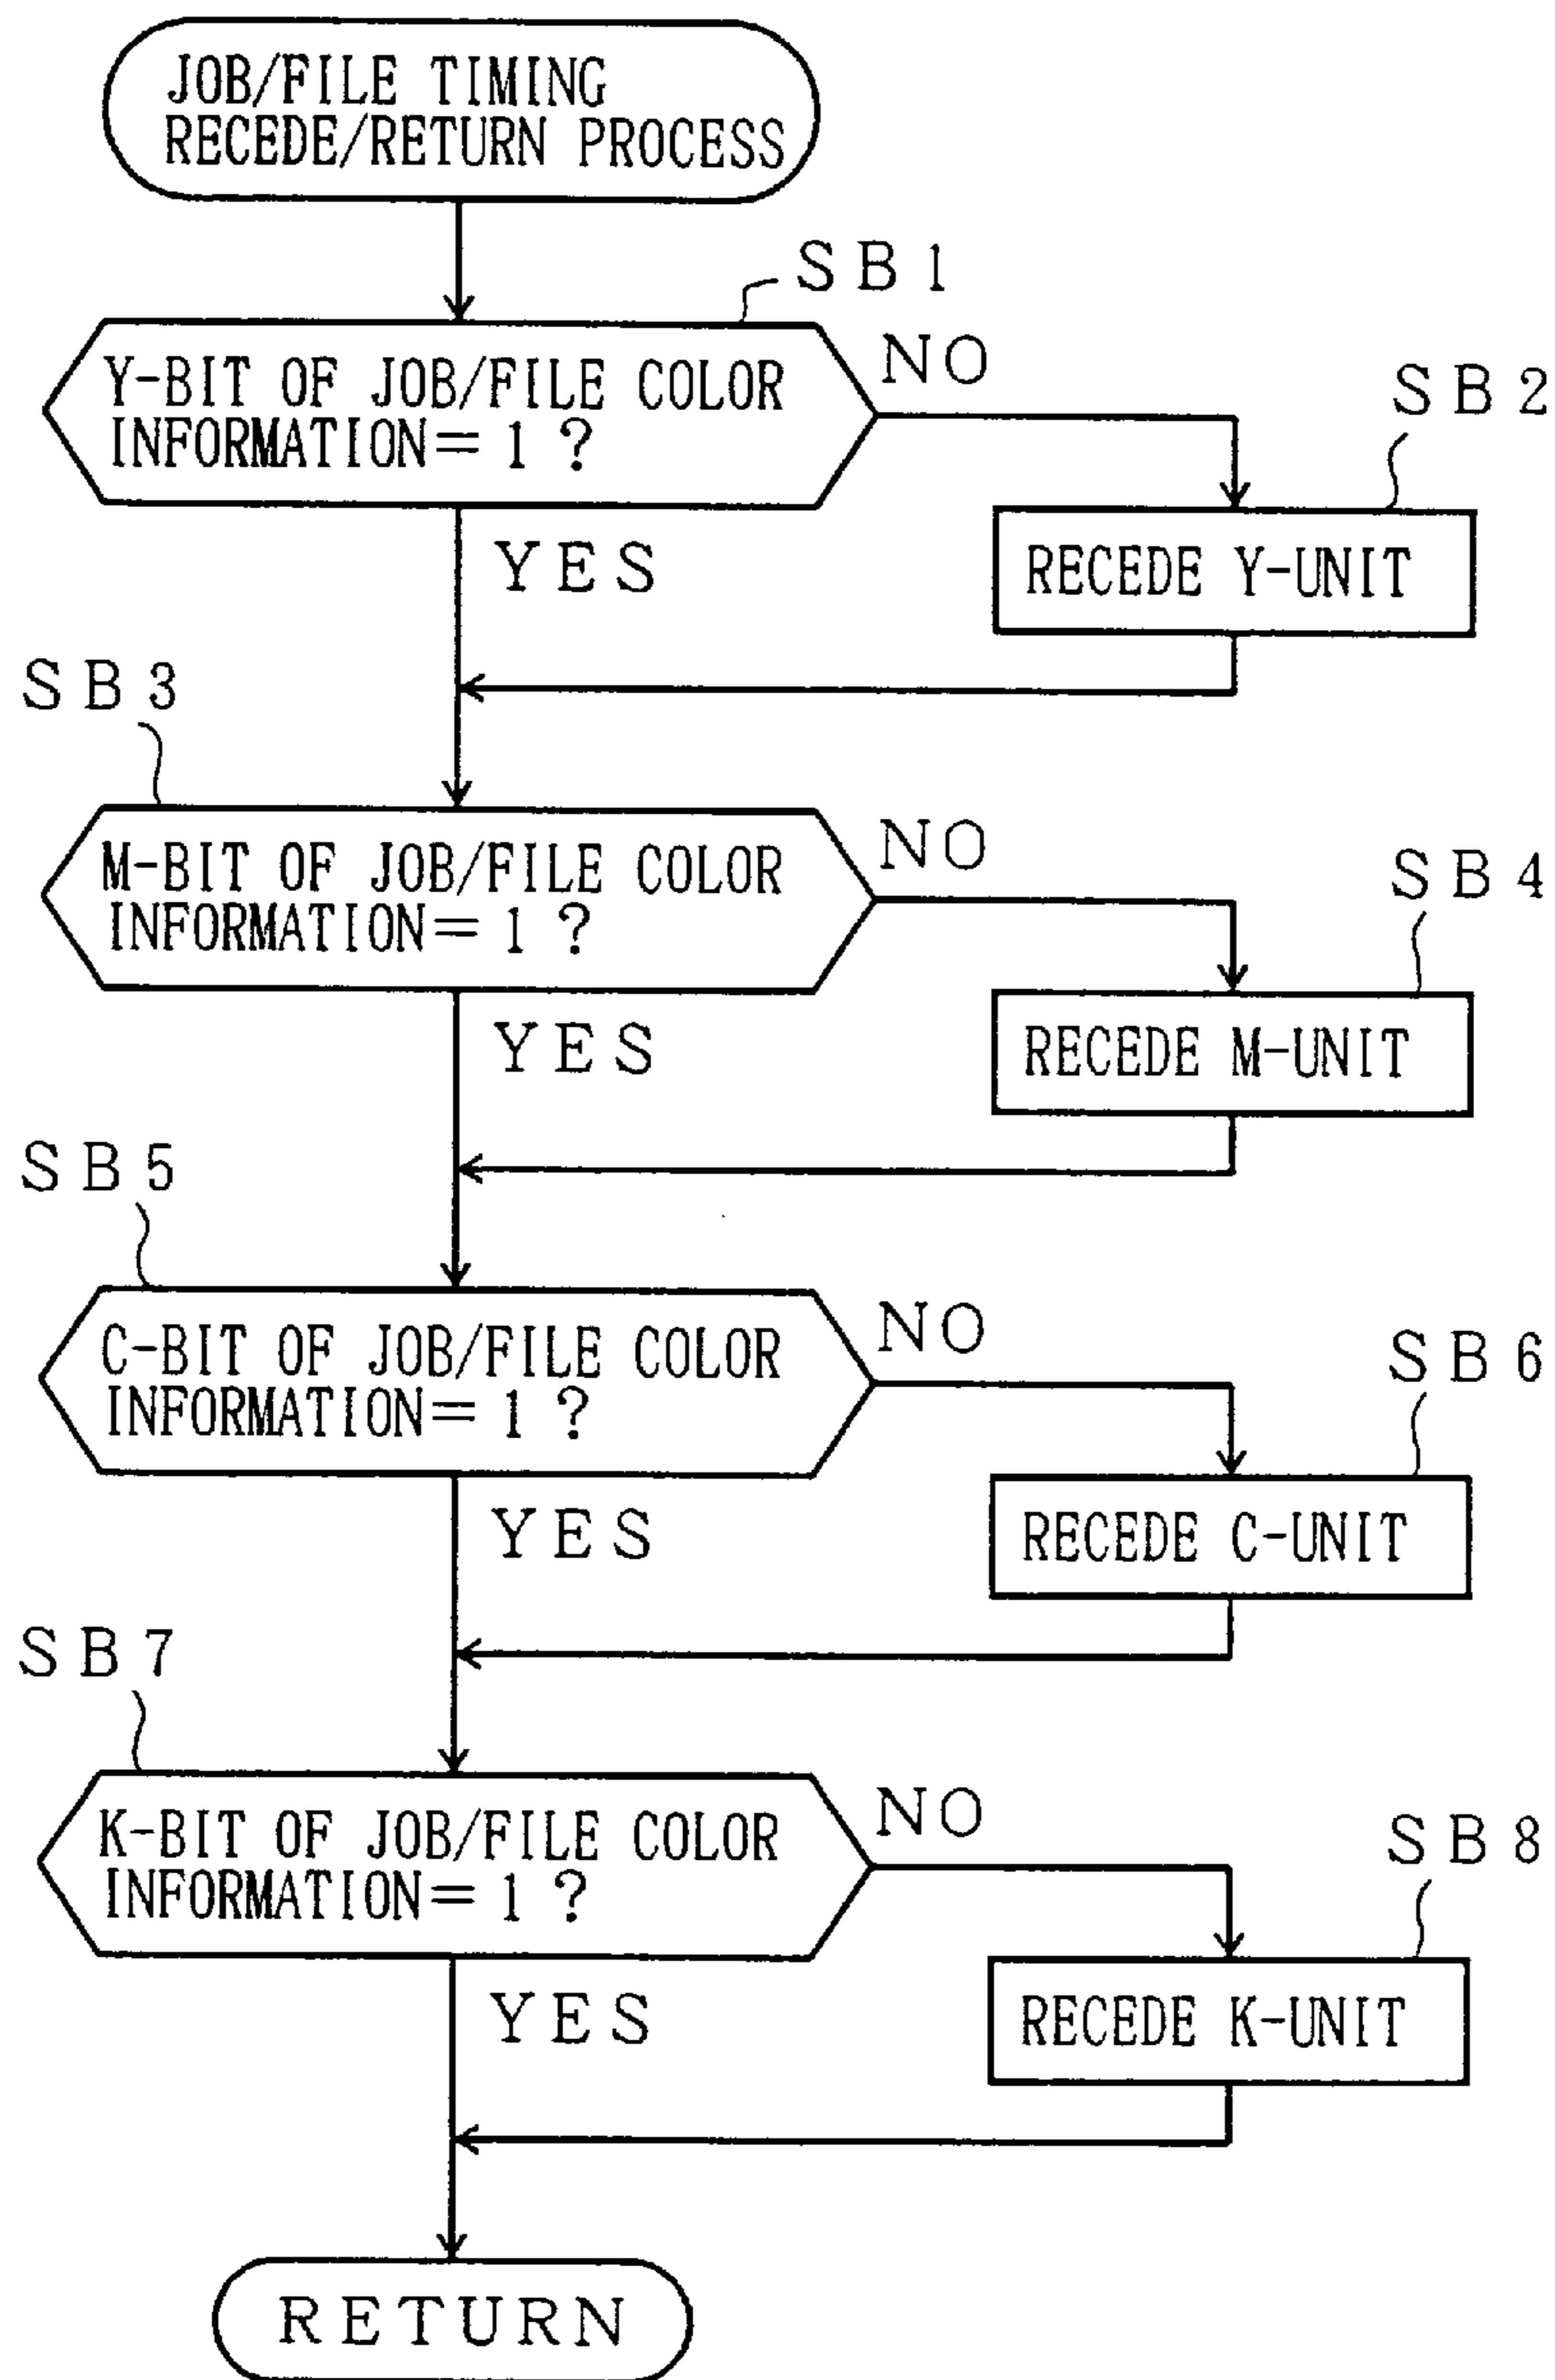 JOB/FILE TIMING
RECEDE/RETURN PROCESS
SB1
Y-BIT OF JOB/FILE COLOR
INFORMATION=1?
NO
SB2
YES
RECEDE Y-UNIT
SB3
M-BIT OF JOB/FILE COLOR
INFORMATION=1?
NO
SB4
YES
RECEDE M-UNIT
SB5
C-BIT OF JOB/FILE COLOR
INFORMATION=1?
NO
SB6
YES
RECEDE C-UNIT
SB7
K-BIT OF JOB/FILE COLOR
INFORMATION=1?
NO
SB8
YES
RECEDE K-UNIT
RETURN